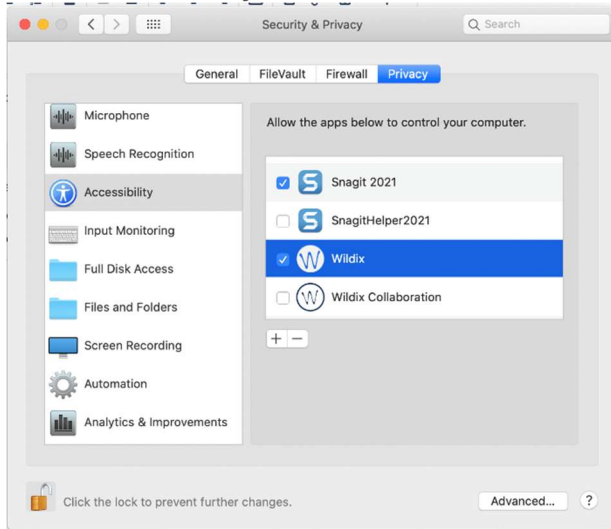 Security & Privacy
Search
General
FileVault
Firewall
Privacy
Microphone
Speech Recognition
Accessibility
Input Monitoring
Full Disk Access
Files and Folders
Screen Recording
Automation
Analytics & Improvements
Allow the apps below to control your computer.
Snagit 2021
SnagitHelper2021
Wildix
Wildix Collaboration
+ −
Click the lock to prevent further changes.
Advanced...
?